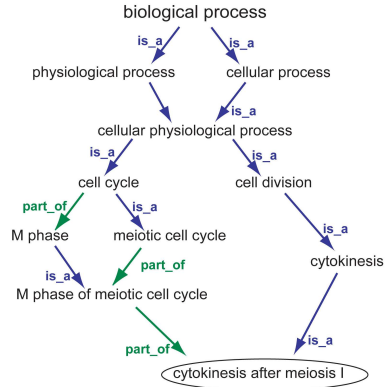 biological process
is_a is_a
physiological process cellular process
is_a
cellular physiological process
is_a is_a
cell cycle cell division
part_of is_a
M phase meiotic cell cycle
is_a part_of cytokinesis
M phase of meiotic cell cycle
part_of is_a
cytokinesis after meiosis I